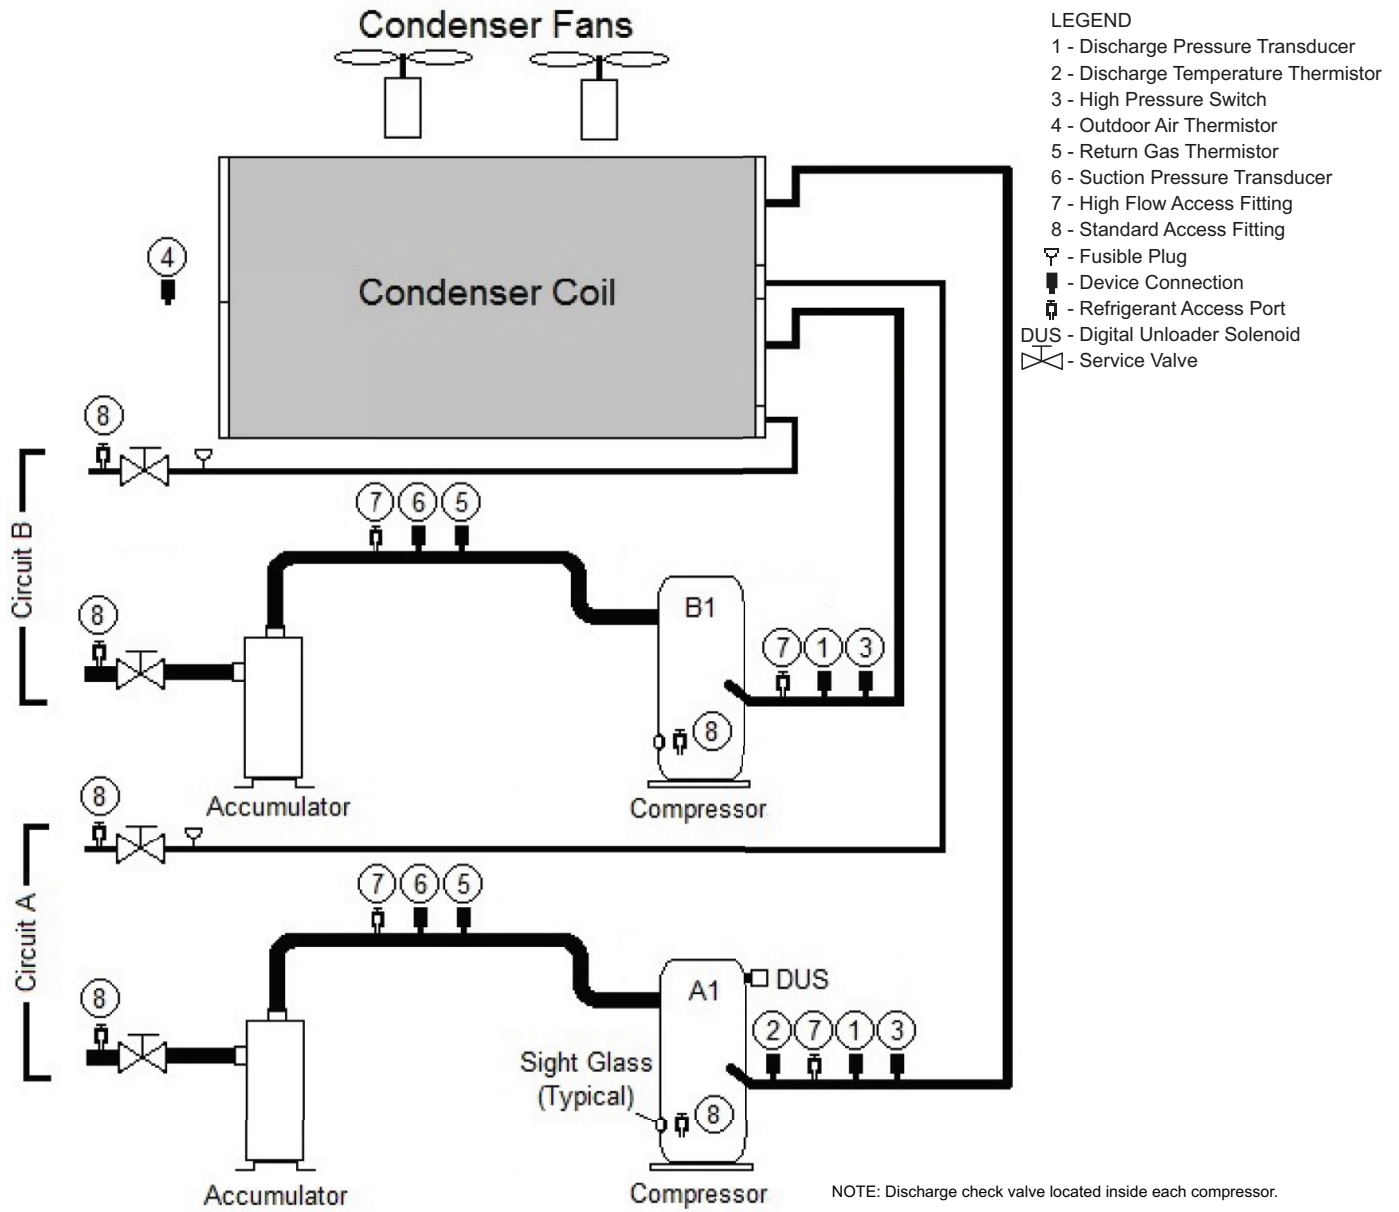 Condenser Fans
LEGEND
1 - Discharge Pressure Transducer
2 - Discharge Temperature Thermistor
3 - High Pressure Switch
4 - Outdoor Air Thermistor
5 - Return Gas Thermistor
6 - Suction Pressure Transducer
7 - High Flow Access Fitting
8 - Standard Access Fitting
- Fusible Plug
- Device Connection
- Refrigerant Access Port
DUS - Digital Unloader Solenoid
- Service Valve
4
Condenser Coil
8
Circuit B
7 6 5
8
B1
7 1 3
8
Accumulator
Compressor
8
Circuit A
7 6 5
8
A1
DUS
2 7 1 3
Sight Glass
(Typical)
8
Accumulator
Compressor
NOTE: Discharge check valve located inside each compressor.